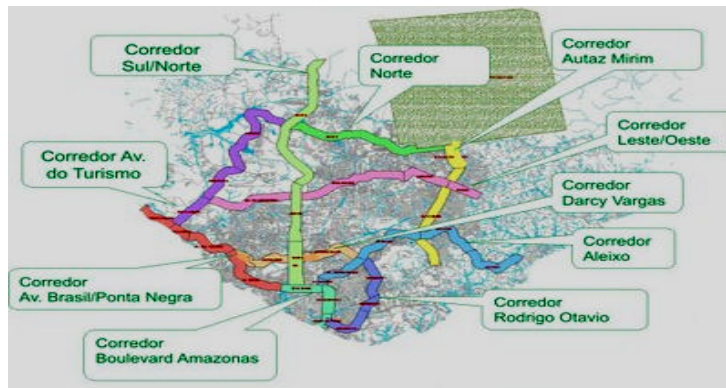 Corredor
Sul/Norte
Corredor
Norte
Corredor
Autaz Mirim
Corredor
Leste/Oeste
Corredor Av.
do Turismo
Corredor
Darcy Vargas
Corredor
Aleixo
Corredor
Av. Brasil/Ponta Negra
Corredor
Rodrigo Otavio
Corredor
Boulevard Amazonas